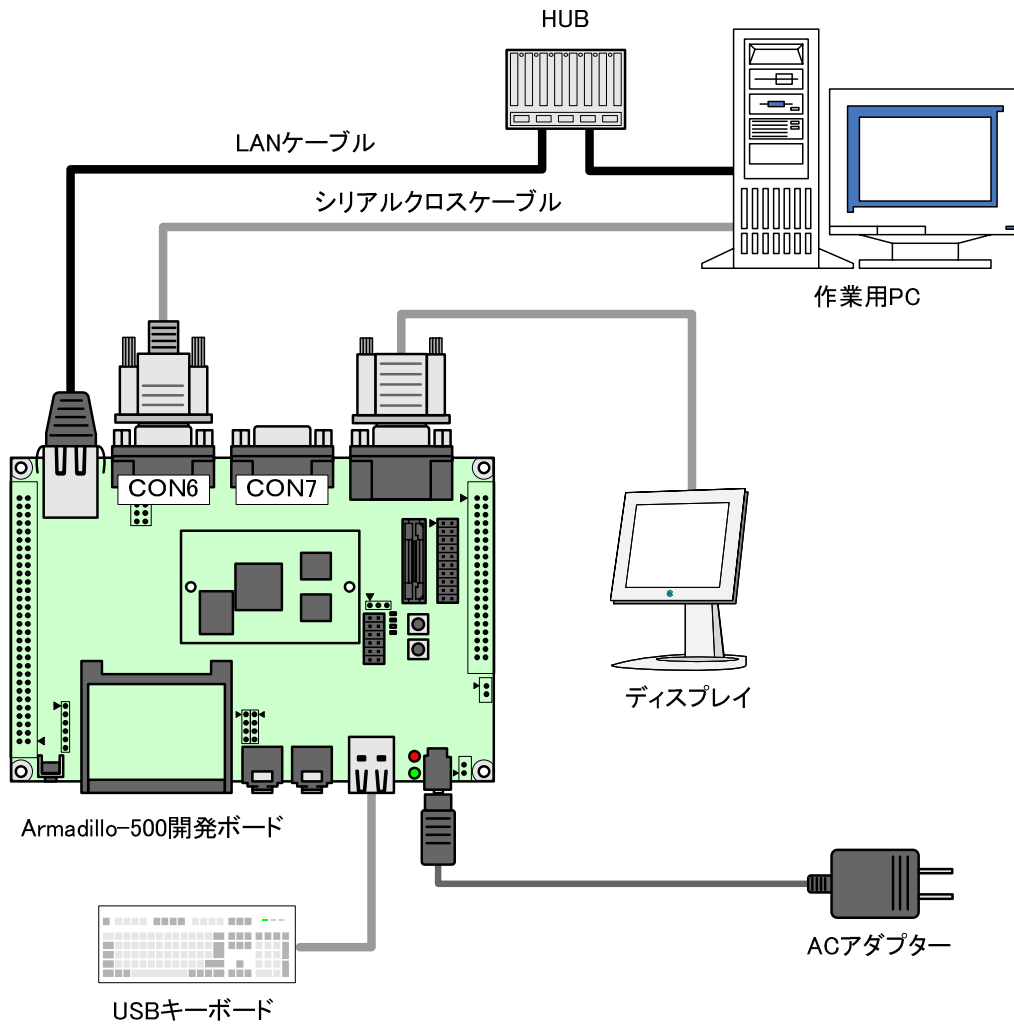 HUB
LANケーブル
シリアルクロスケーブル
作業用PC
CON6
CON7
ディスプレイ
Armadillo-500開発ボード
ACアダプター
USBキーボード